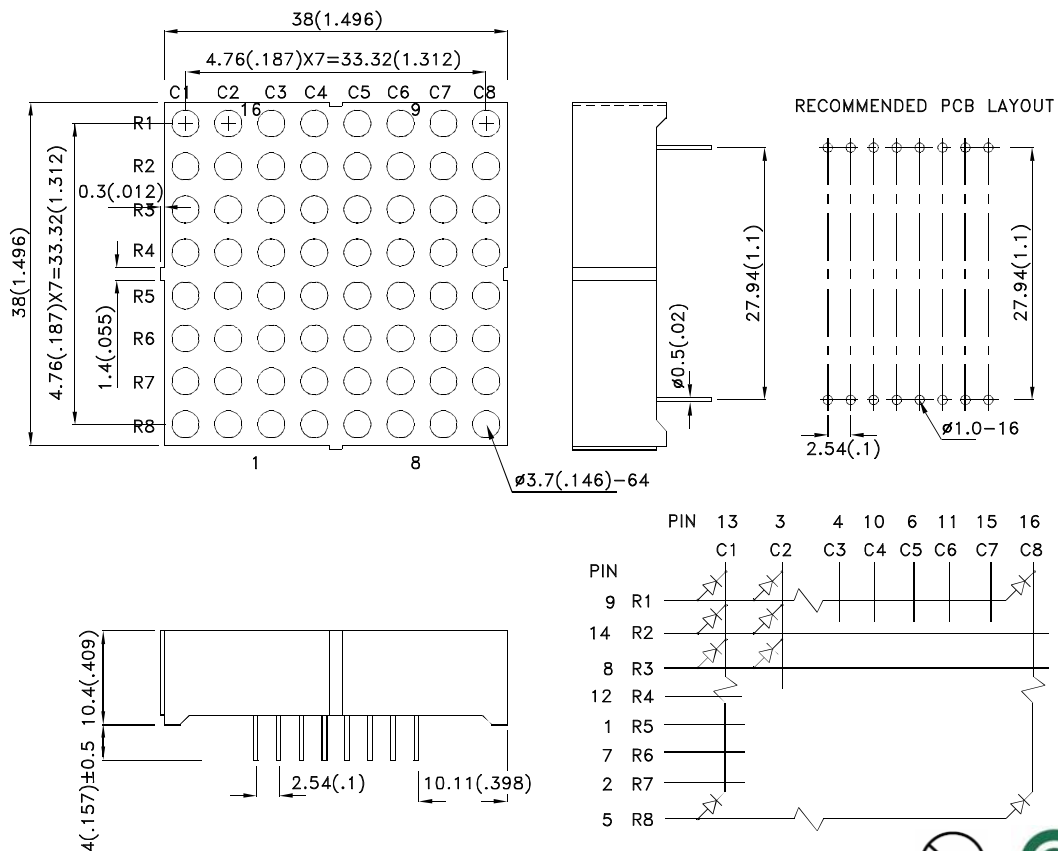 38(1.496)
4.76(.187)X7=33.32(1.312)
C1 C2 C3 C4 C5 C6 C7 C8
16 9
R1
R2
0.3(.012)
R3
R4
R5
R6
R7
R8
38(1.496)
4.76(.187)X7=33.32(1.312)
1.4(.055)
1 8
ø3.7(.146)-64
ø0.5(.02)
27.94(1.1)
RECOMMENDED PCB LAYOUT
27.94(1.1)
ø1.0-16
2.54(.1)
10.4(.409)
4(.157)±0.5
2.54(.1)
10.11(.398)
PIN 13 3 4 10 6 11 15 16
C1 C2 C3 C4 C5 C6 C7 C8
PIN
9 R1
14 R2
8 R3
12 R4
1 R5
7 R6
2 R7
5 R8